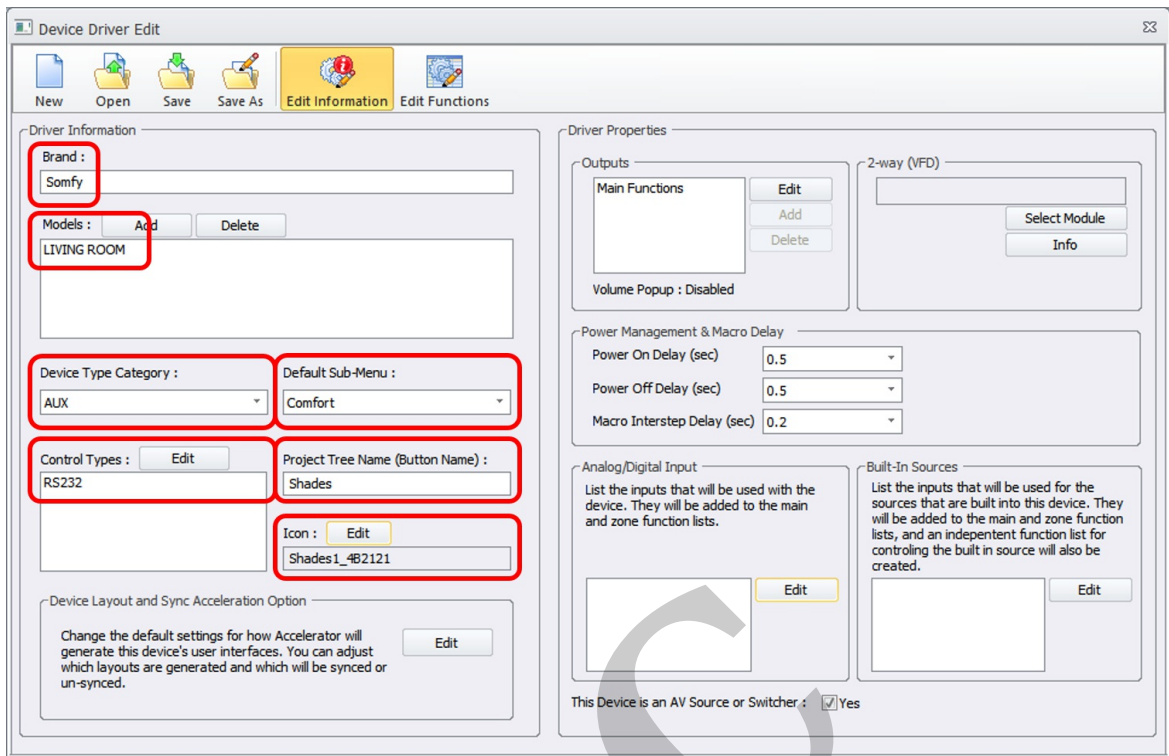 Device Driver Edit
New Open Save Save As Edit Information Edit Functions
Driver Information
Brand :
Somfy
Models : Add Delete
LIVING ROOM
Device Type Category :
AUX
Default Sub-Menu :
Comfort
Control Types : Edit
RS232
Project Tree Name (Button Name) :
Shades
Icon : Edit
Shades1_4B2121
Device Layout and Sync Acceleration Option
Change the default settings for how Accelerator will
generate this device's user interfaces. You can adjust
which layouts are generated and which will be synced or
un-synced.
Edit
Driver Properties
Outputs
Main Functions
Edit
Add
Delete
Volume Popup : Disabled
2-way (VFD)
Select Module
Info
Power Management & Macro Delay
Power On Delay (sec) 0.5
Power Off Delay (sec) 0.5
Macro Interstep Delay (sec) 0.2
Analog/Digital Input
List the inputs that will be used with the
device. They will be added to the main
and zone function lists.
Edit
Built-In Sources
List the inputs that will be used for the
sources that are built into this device. They
will be added to the main and zone function
lists, and an indepentent function list for
controling the built in source will also be
created.
Edit
This Device is an AV Source or Switcher : Yes